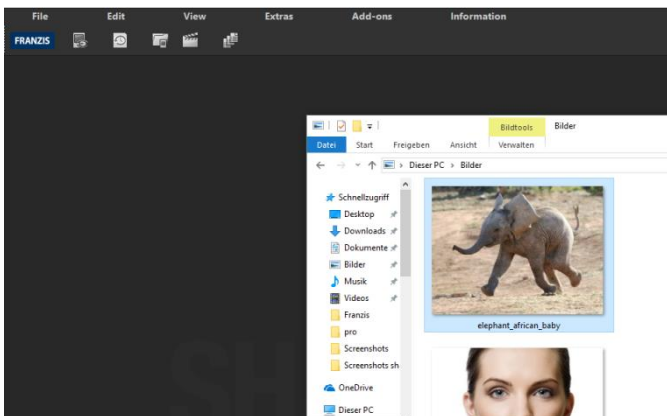 File Edit View Extras Add-ons Information
FRANZIS
Bildtools Bilder
Datei Start Freigeben Ansicht Verwalten
Dieser PC > Bilder
Schnellzugriff
Desktop
Downloads
Dokumente
Bilder
Musik
Videos
Franzis
pro
Screenshots
Screenshots sh
OneDrive
Dieser PC
elephant_african_baby
SH